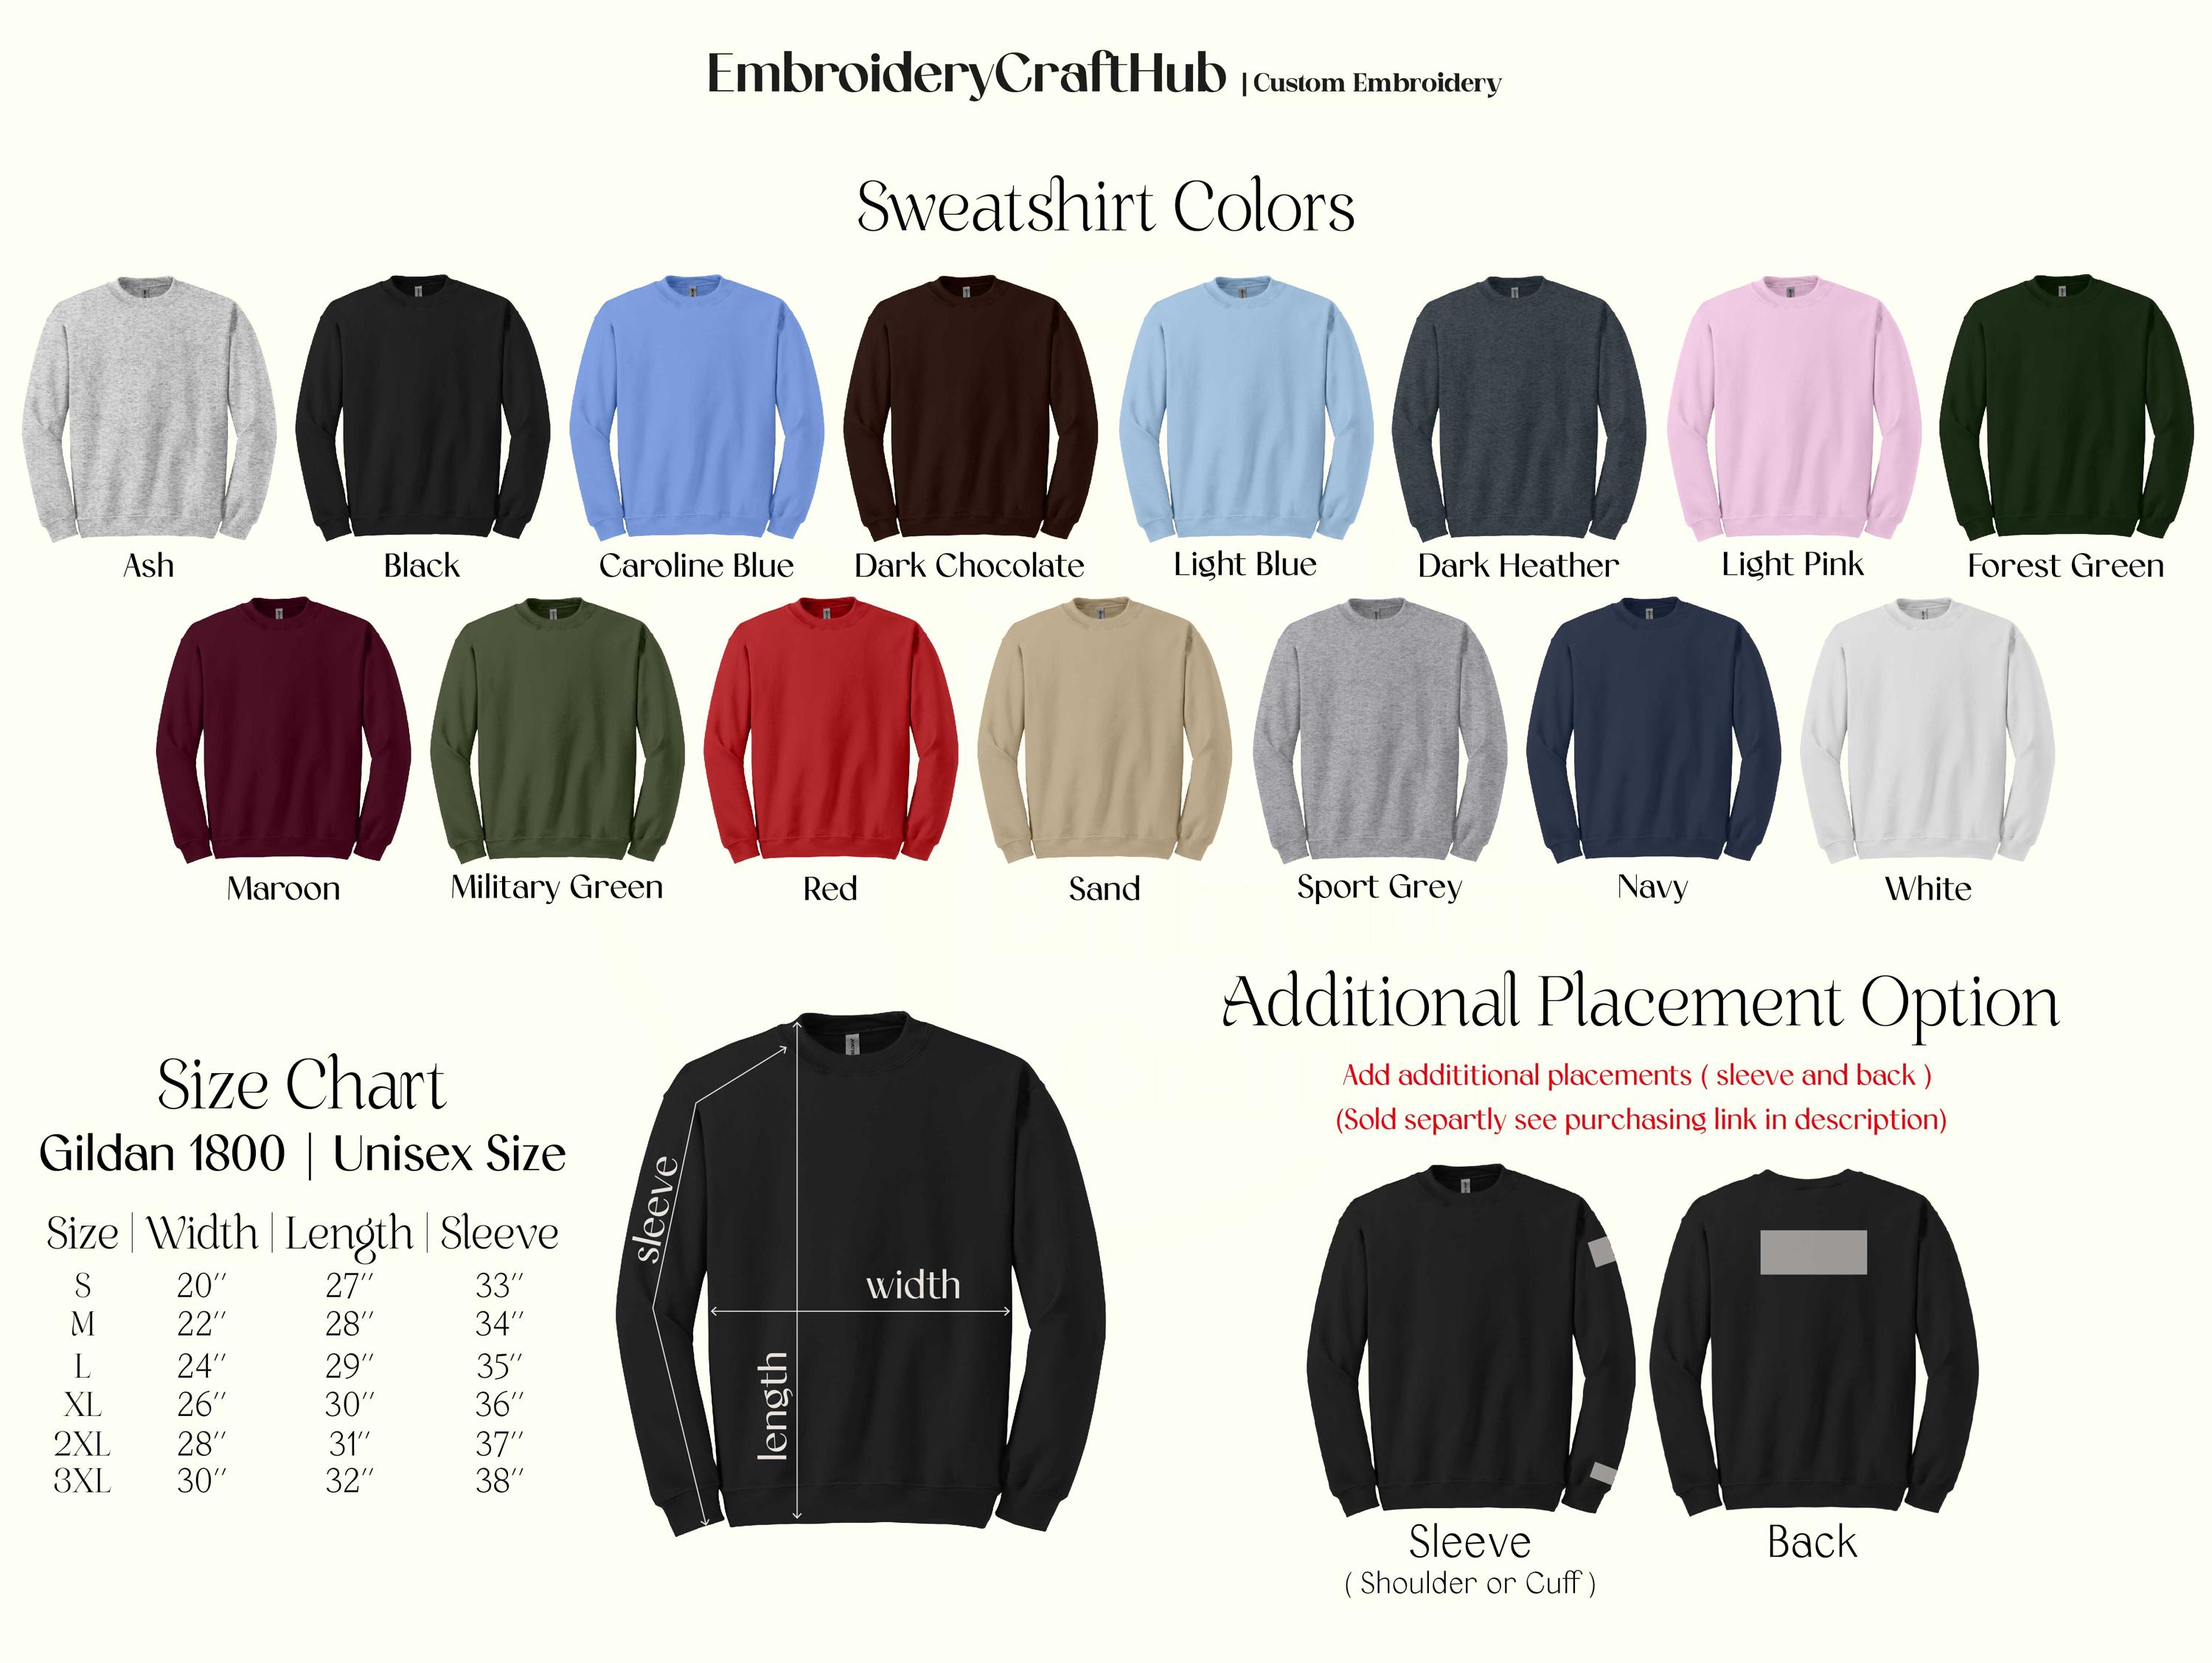 EmbroideryCraftHub | Custom Embroidery
Sweatshirt Colors
Ash
Black
Caroline Blue
Dark Chocolate
Light Blue
Dark Heather
Light Pink
Forest Green
Maroon
Military Green
Red
Sand
Sport Grey
Navy
White
Size Chart
Gildan 1800 | Unisex Size
Size | Width | Length | Sleeve
S 20'' 27'' 33''
M 22'' 28'' 34''
L 24'' 29'' 35''
XL 26'' 30'' 36''
2XL 28'' 31'' 37''
3XL 30'' 32'' 38''
sleeve
width
length
Additional Placement Option
Add addititional placements ( sleeve and back )
(Sold separtly see purchasing link in description)
Sleeve
( Shoulder or Cuff )
Back